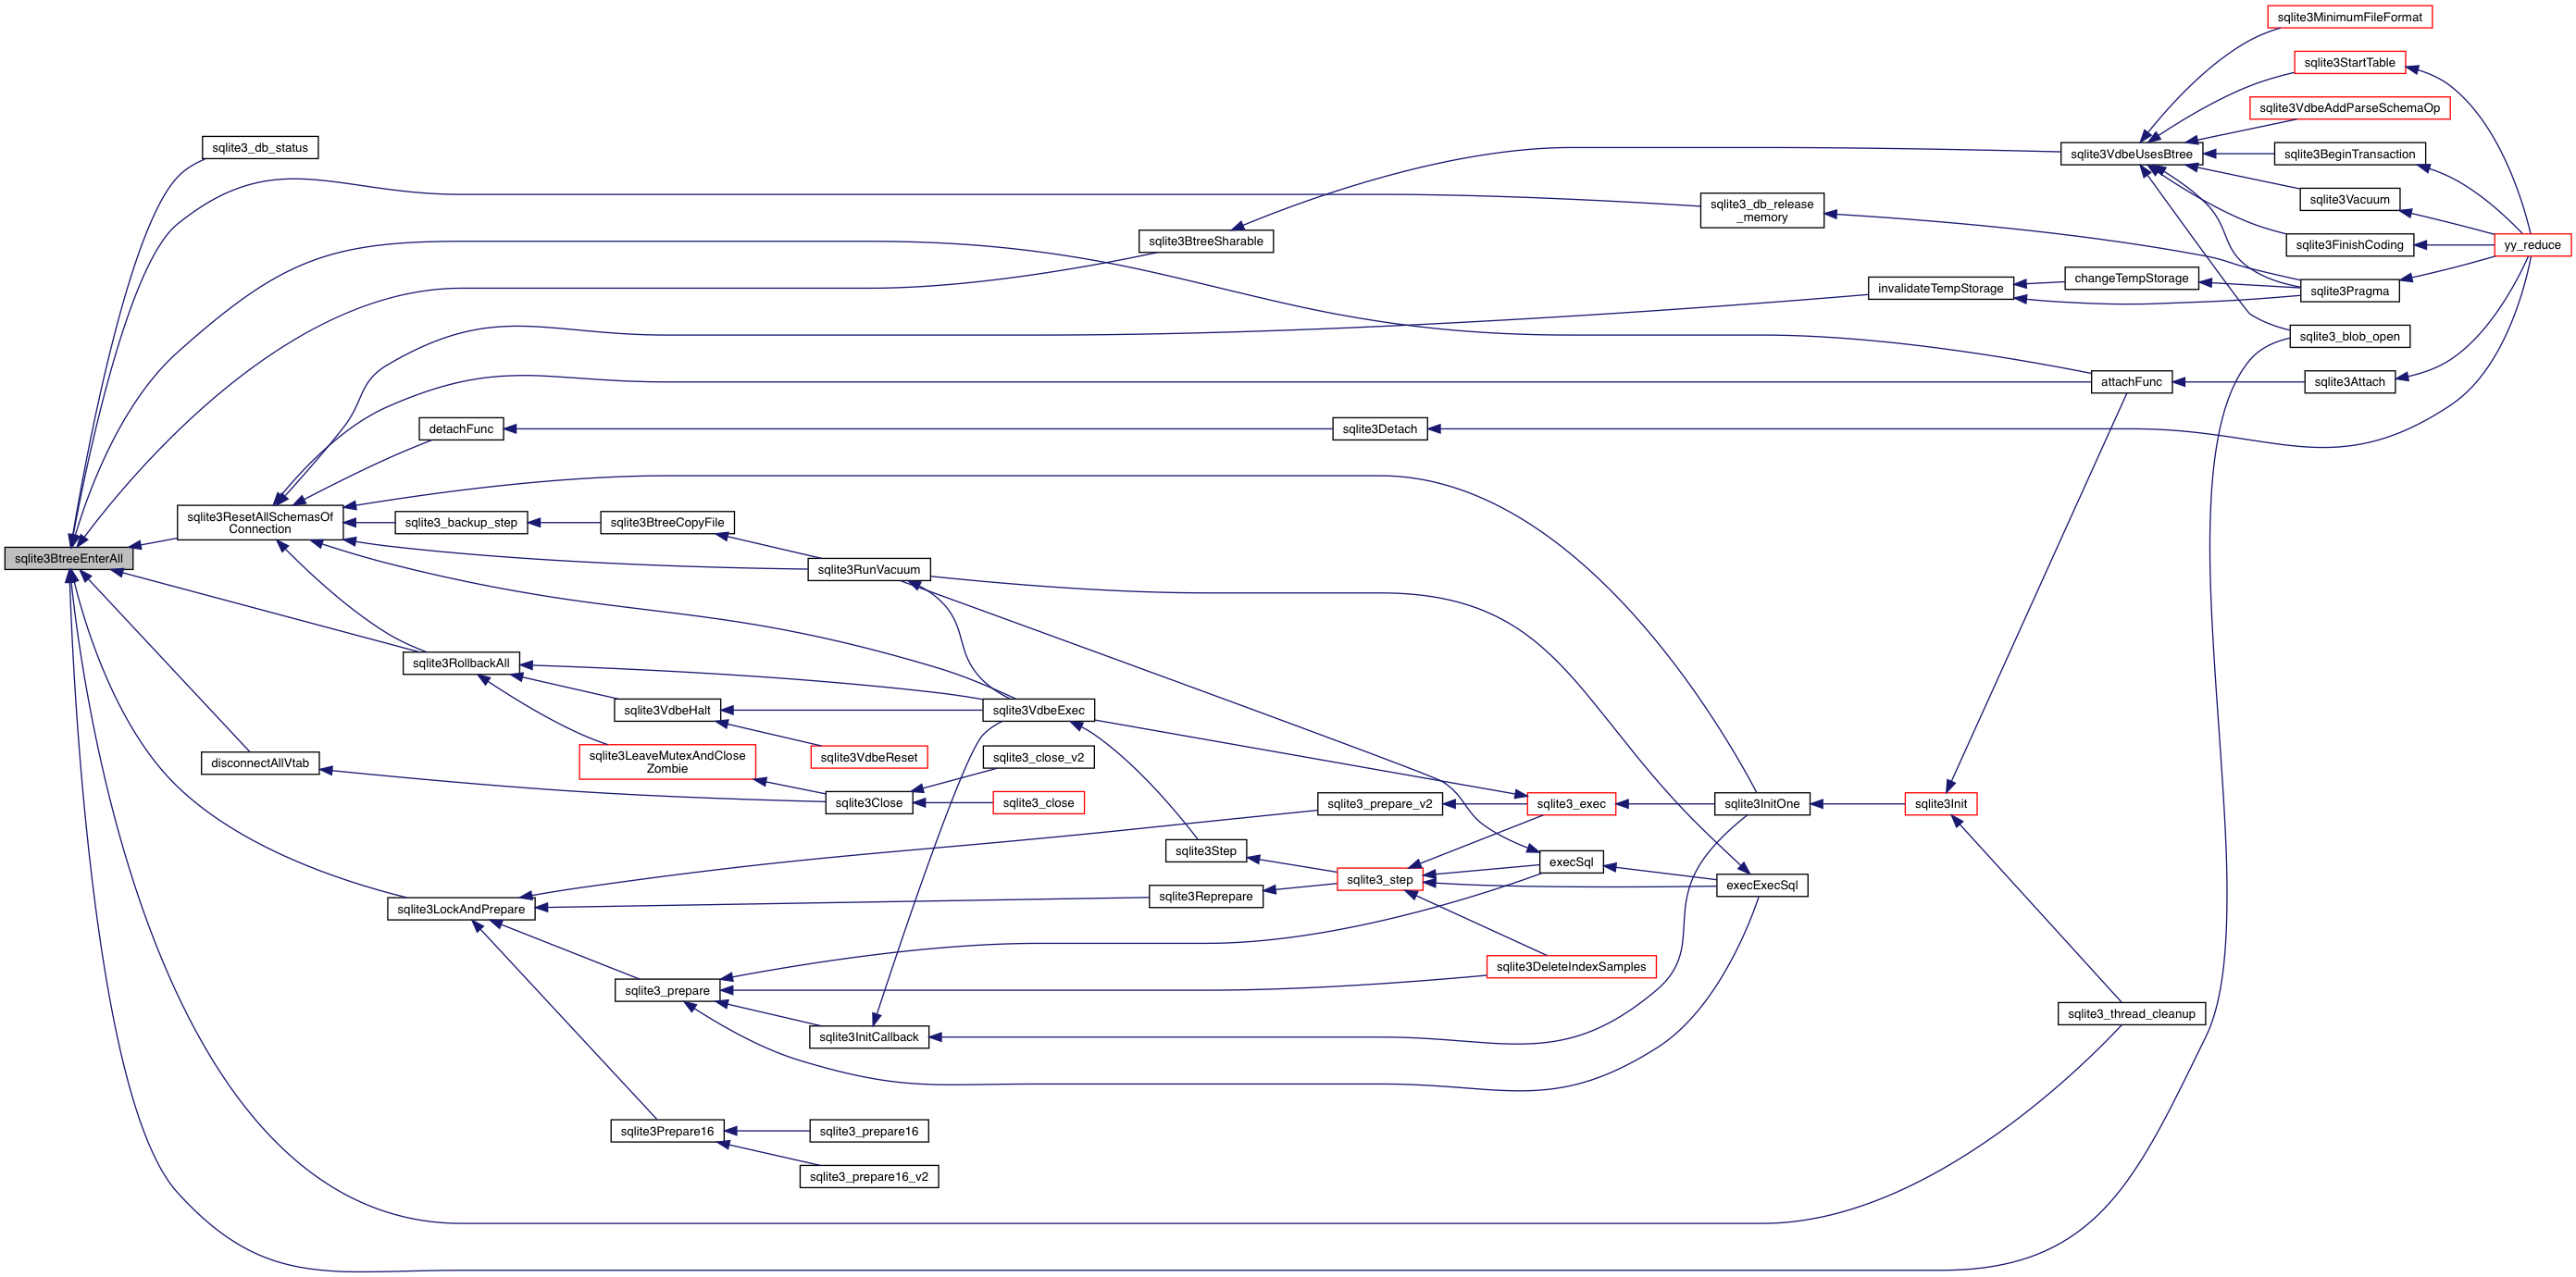 sqlite3MinimumFileFormat
sqlite3StartTable
sqlite3VdbeAddParseSchemaOp
sqlite3_db_status
sqlite3VdbeUsesBtree
sqlite3BeginTransaction
sqlite3Vacuum
sqlite3_db_release
_memory
sqlite3BtreeSharable
sqlite3FinishCoding
yy_reduce
changeTempStorage
invalidateTempStorage
sqlite3Pragma
sqlite3_blob_open
attachFunc
sqlite3Attach
detachFunc
sqlite3Detach
sqlite3ResetAllSchemasOf
Connection
sqlite3_backup_step
sqlite3BtreeCopyFile
sqlite3BtreeEnterAll
sqlite3RunVacuum
sqlite3RollbackAll
sqlite3VdbeHalt
sqlite3VdbeExec
sqlite3LeaveMutexAndClose
Zombie
sqlite3VdbeReset
sqlite3_close_v2
disconnectAllVtab
sqlite3Close
sqlite3_close
sqlite3_prepare_v2
sqlite3_exec
sqlite3InitOne
sqlite3Init
sqlite3Step
execSql
sqlite3_step
execExecSql
sqlite3Reprepare
sqlite3LockAndPrepare
sqlite3DeleteIndexSamples
sqlite3_prepare
sqlite3_thread_cleanup
sqlite3InitCallback
sqlite3Prepare16
sqlite3_prepare16
sqlite3_prepare16_v2